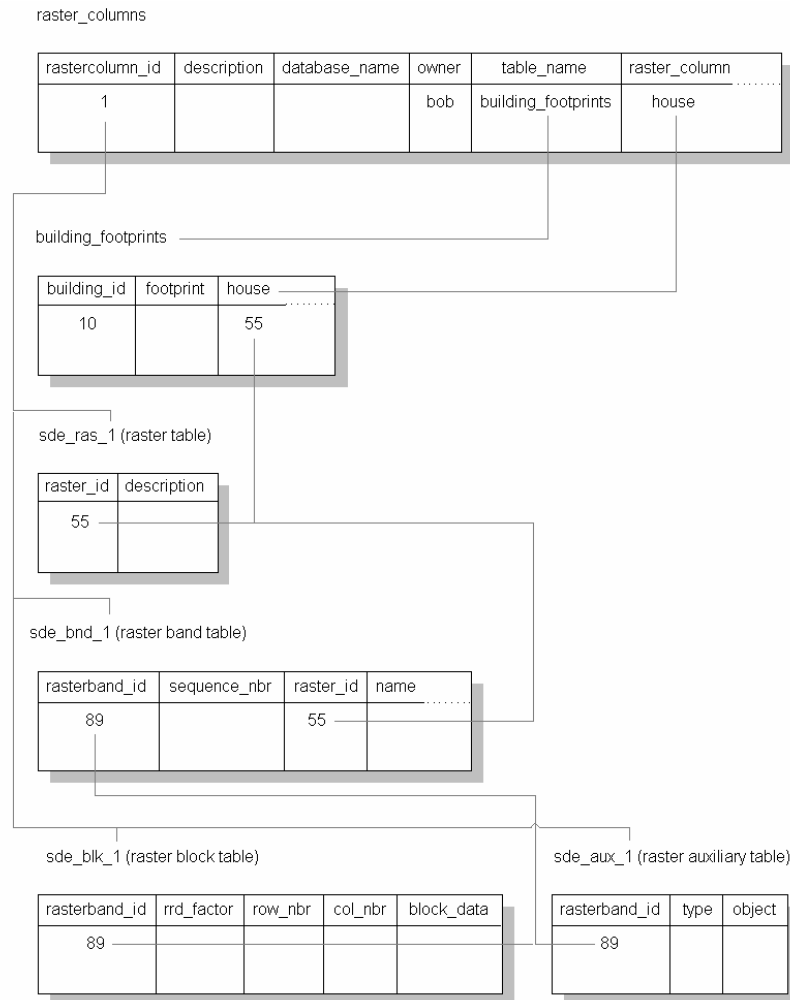 raster_columns
rastercolumn_id description database_name owner table_name raster_column
1 bob building_footprints house
building_footprints
building_id footprint house
10 55
sde_ras_1 (raster table)
raster_id description
55
sde_bnd_1 (raster band table)
rasterband_id sequence_nbr raster_id name
89 55
sde_blk_1 (raster block table) sde_aux_1 (raster auxiliary table)
rasterband_id rrd_factor row_nbr col_nbr block_data rasterband_id type object
89 89